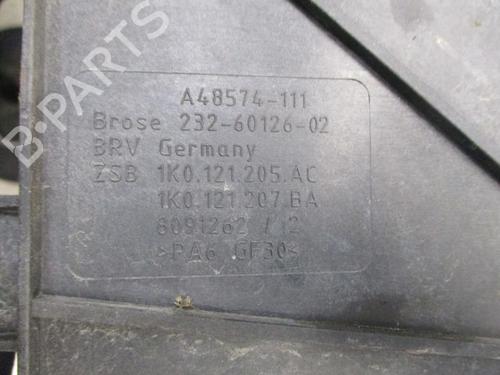 B-PARTS
A48574-111
Brose 232-60126-02
BRV Germany
ZSB 1K0.121.205.AC
1K0.121.207.BA
8091262 / 2
>PA6 GF30<